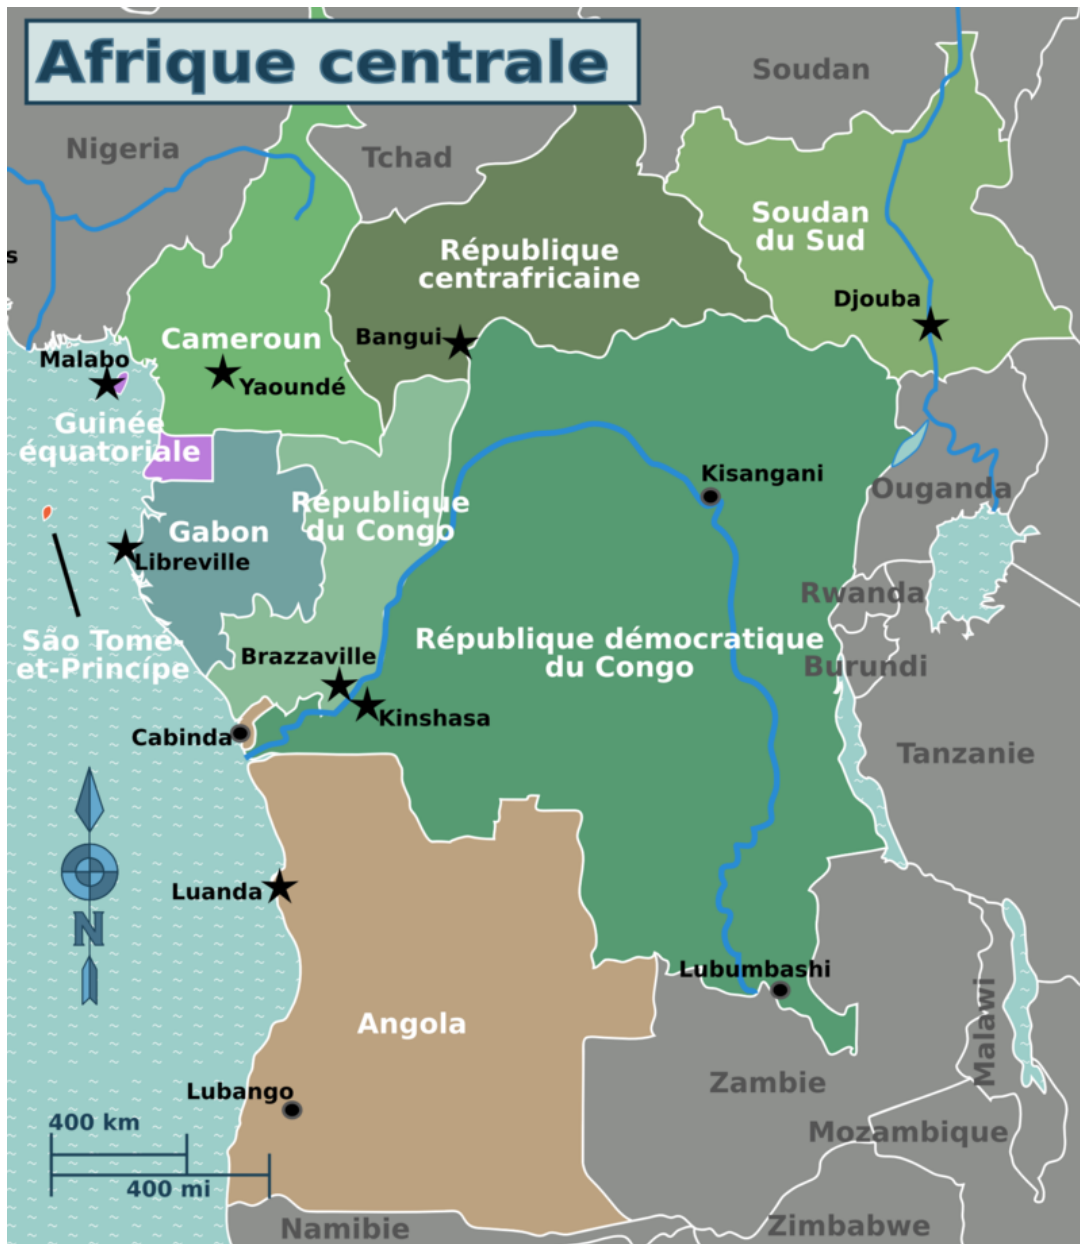 Afrique centrale
Soudan
Nigeria
Tchad
Soudan
du Sud
République
centrafricaine
s
Djouba
Cameroun
Bangui
Malabo
Yaoundé
Guinée
équatoriale
Kisangani
Ouganda
République
du Congo
Gabon
Libreville
Rwanda
São Tomé-
et-Princípe
République démocratique
du Congo
Brazzaville
Burundi
Kinshasa
Cabinda
Tanzanie
Luanda
N
Lubumbashi
Angola
Malawi
Zambie
Lubango
400 km
Mozambique
400 mi
Namibie
Zimbabwe